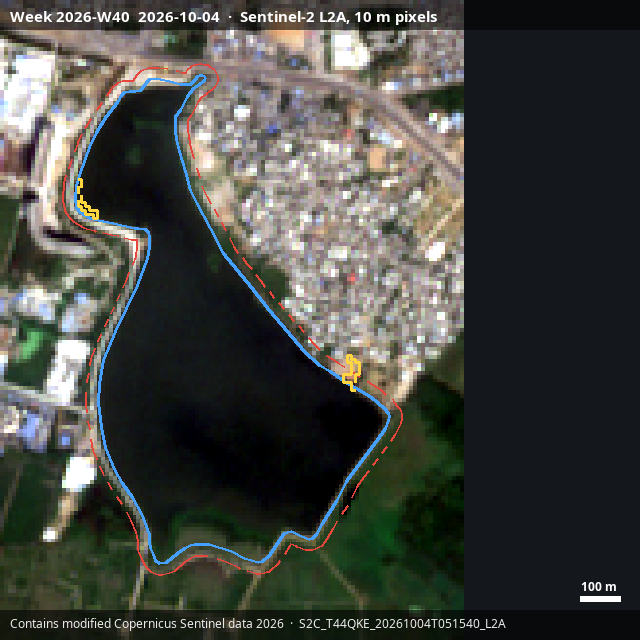 Week 2026-W40 2026-10-04 · Sentinel-2 L2A, 10 m pixels
100 m
Contains modified Copernicus Sentinel data 2026 · S2C_T44QKE_20261004T051540_L2A